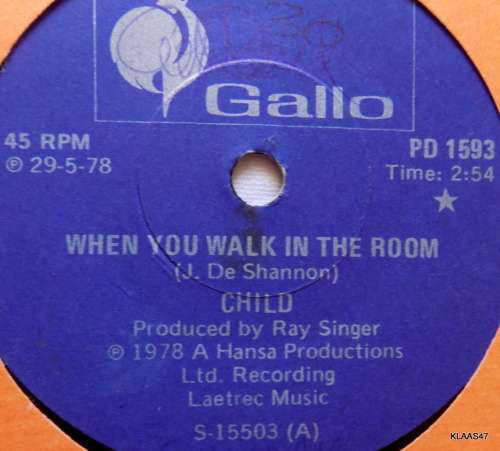 Gallo
45 RPM
PD 1593
℗ 29-5-78
Time: 2:54
WHEN YOU WALK IN THE ROOM
(J. De Shannon)
CHILD
Produced by Ray Singer
℗ 1978 A Hansa Productions
Ltd. Recording
Laetrec Music
S-15503 (A)
KLAAS47